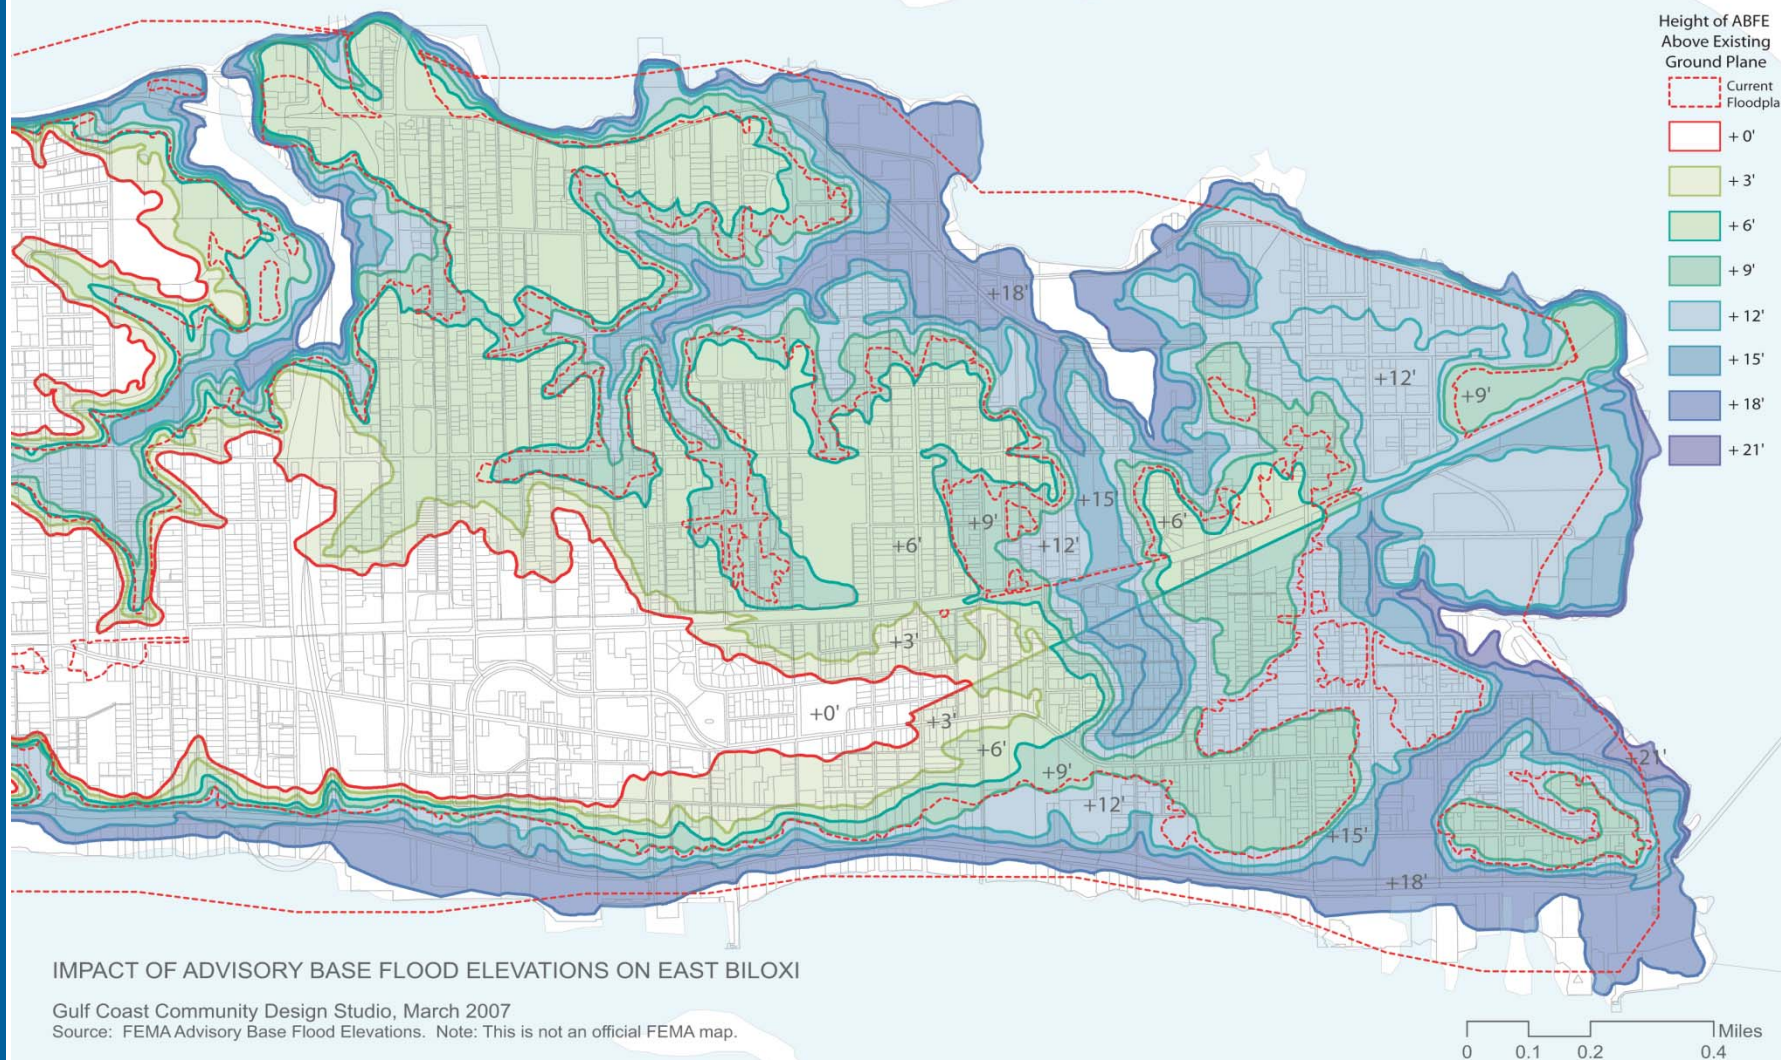 Height of ABFE
Above Existing
Ground Plane
Current
Floodpla
+ 0'
+ 3'
+ 6'
+ 9'
+ 12'
+ 15'
+ 18'
+ 21'
+18'
+12'
+9'
+15'
+9'
+6'
+6'
+12'
+3'
+0'
+3'
+6'
+9'
+21'
+12'
+15'
+18'
IMPACT OF ADVISORY BASE FLOOD ELEVATIONS ON EAST BILOXI
Gulf Coast Community Design Studio, March 2007
Source: FEMA Advisory Base Flood Elevations. Note: This is not an official FEMA map.
Miles
0 0.1 0.2 0.4